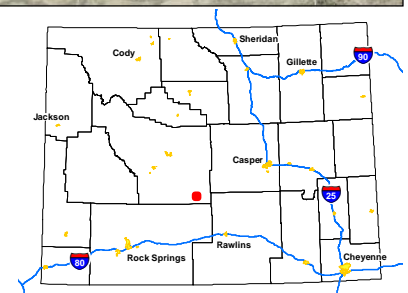 Sheridan
Cody
Gillette
90
Jackson
Casper
25
Rawlins
Rock Springs
80
Cheyenne